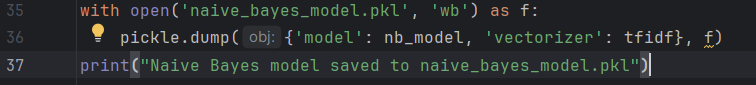 35 with open('naive_bayes_model.pkl', 'wb') as f:
36 pickle.dump( obj: {'model': nb_model, 'vectorizer': tfidf}, f)
37 print("Naive Bayes model saved to naive_bayes_model.pkl")